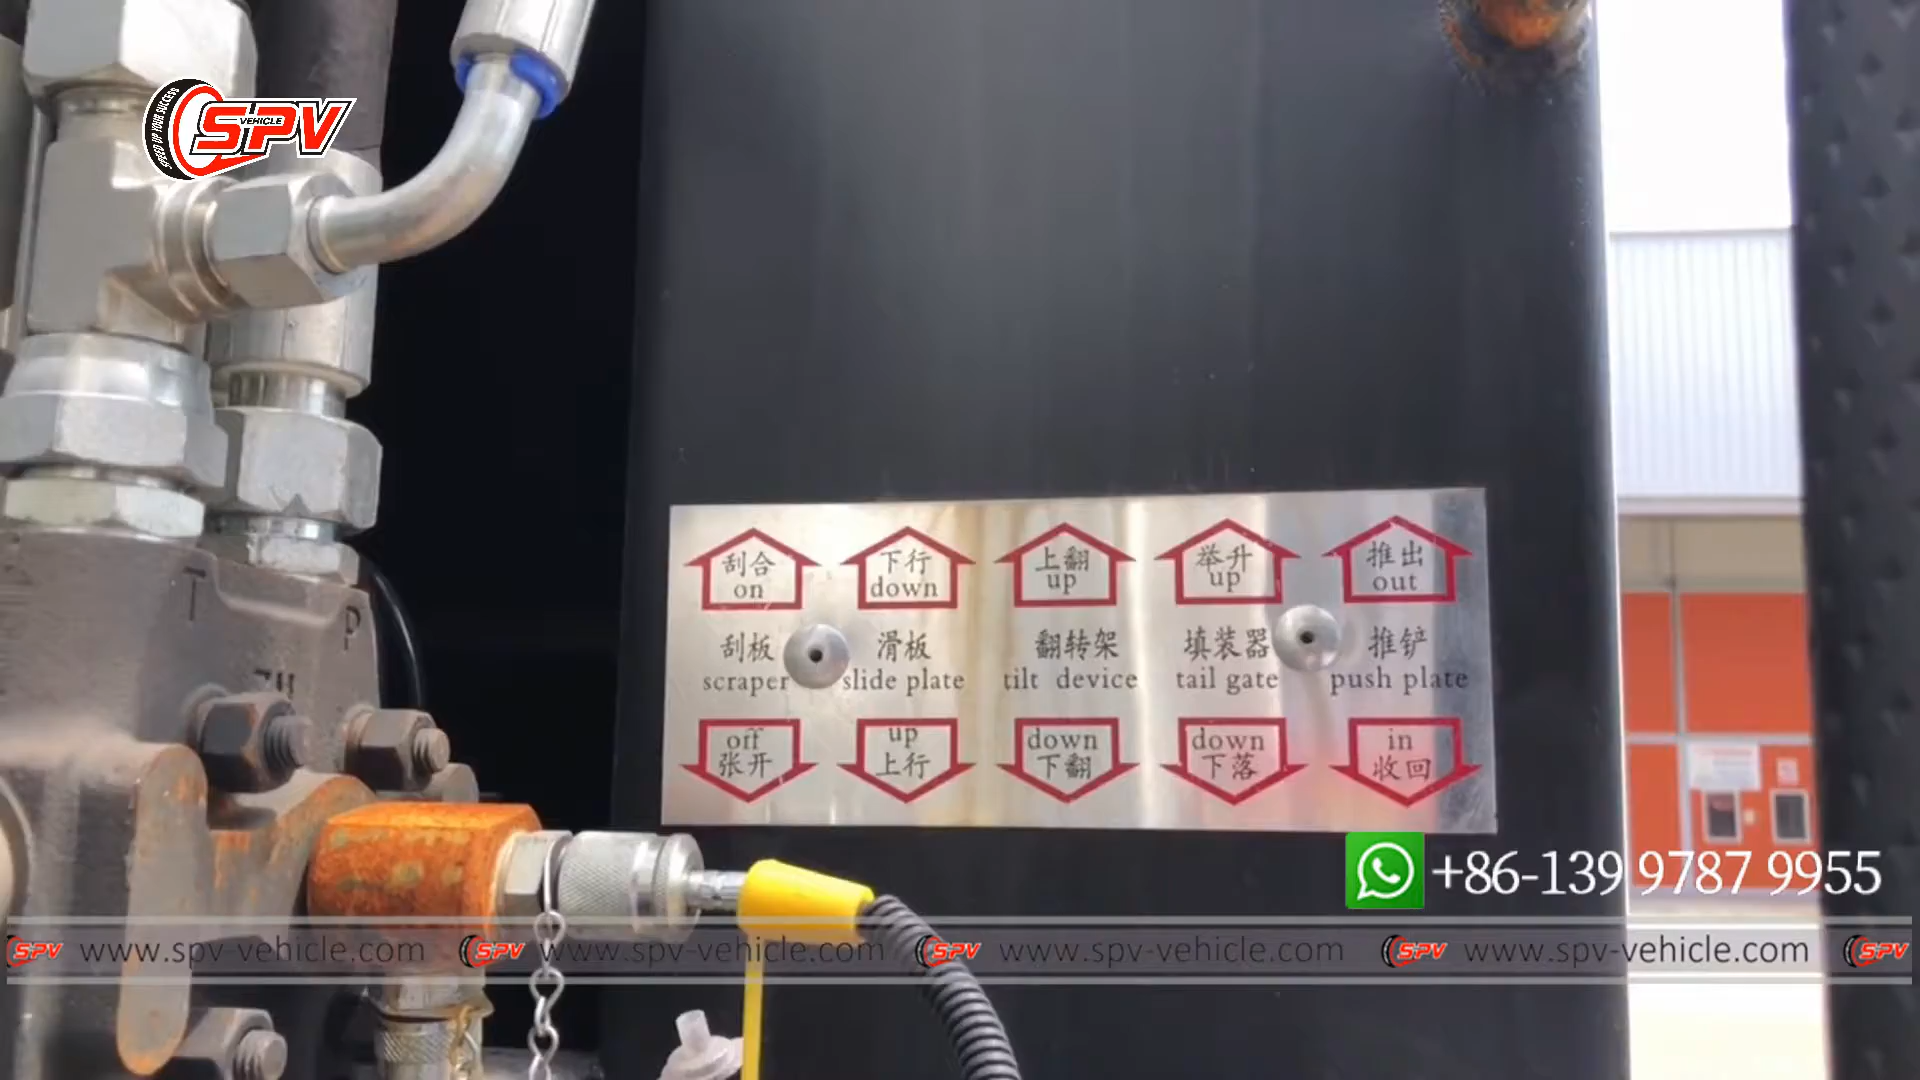 SPEED UP YOUR SUCCESS
SPV
VEHICLE
T
P
刮合 下行 上翻 举升 推出
on down up up out
刮板 滑板 翻转架 填装器 推铲
scraper slide plate tilt device tail gate push plate
off up down down in
张开 上行 下翻 下落 收回
+86-139 9787 9955
SPV www.spv-vehicle.com SPV www.spv-vehicle.com SPV www.spv-vehicle.com SPV www.spv-vehicle.com SPV